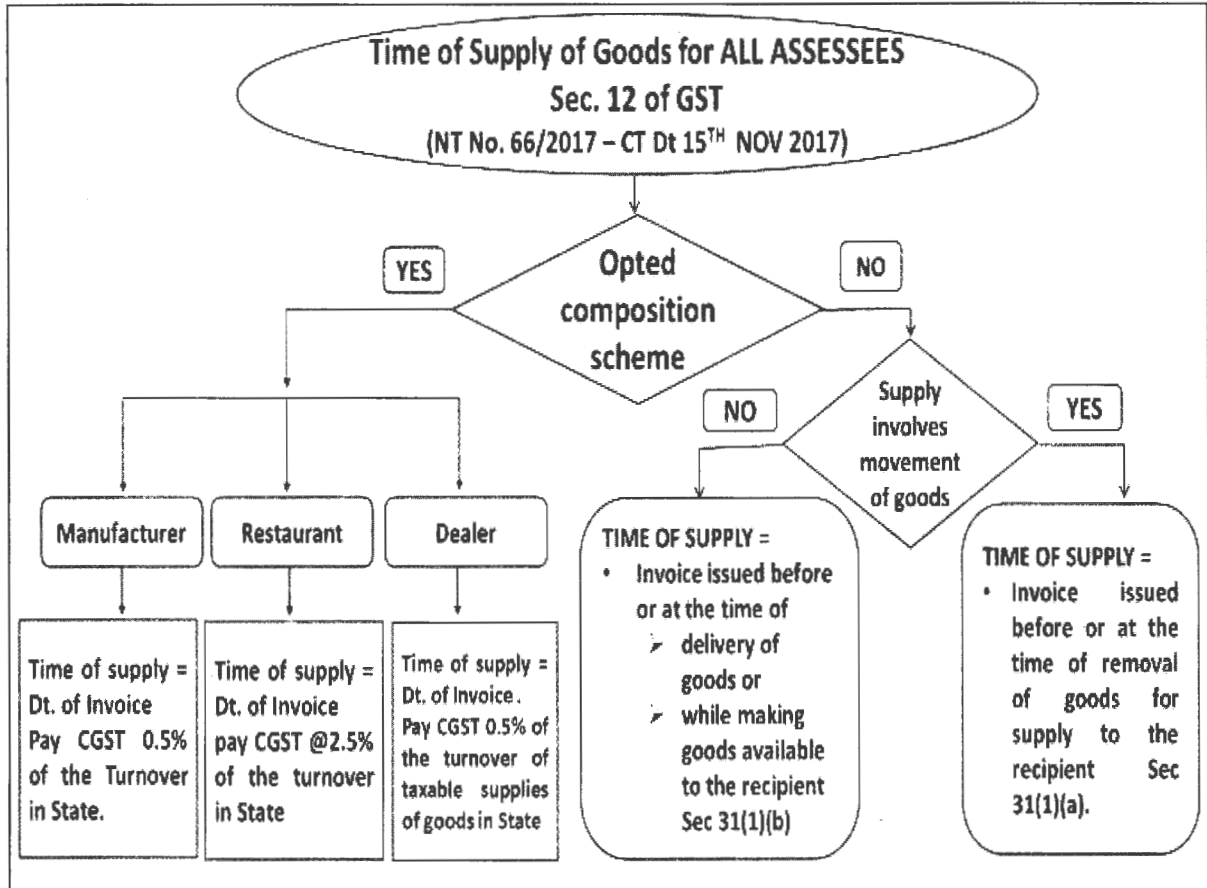 Time of Supply of Goods for ALL ASSESSEES
Sec. 12 of GST
(NT No. 66/2017 – CT Dt 15TH NOV 2017)
YES
Opted
composition
scheme
NO
Manufacturer
Restaurant
Dealer
Time of supply =
Dt. of Invoice
Pay CGST 0.5%
of the Turnover
in State.
Time of supply =
Dt. of Invoice
pay CGST @2.5%
of the turnover
in State
Time of supply =
Dt. of Invoice .
Pay CGST 0.5% of
the turnover of
taxable supplies
of goods in State
NO
Supply
involves
movement
of goods
YES
TIME OF SUPPLY =
• Invoice issued before
or at the time of
➢ delivery of
goods or
➢ while making
goods available
to the recipient
Sec 31(1)(b)
TIME OF SUPPLY =
• Invoice issued
before or at the
time of removal
of goods for
supply to the
recipient Sec
31(1)(a).